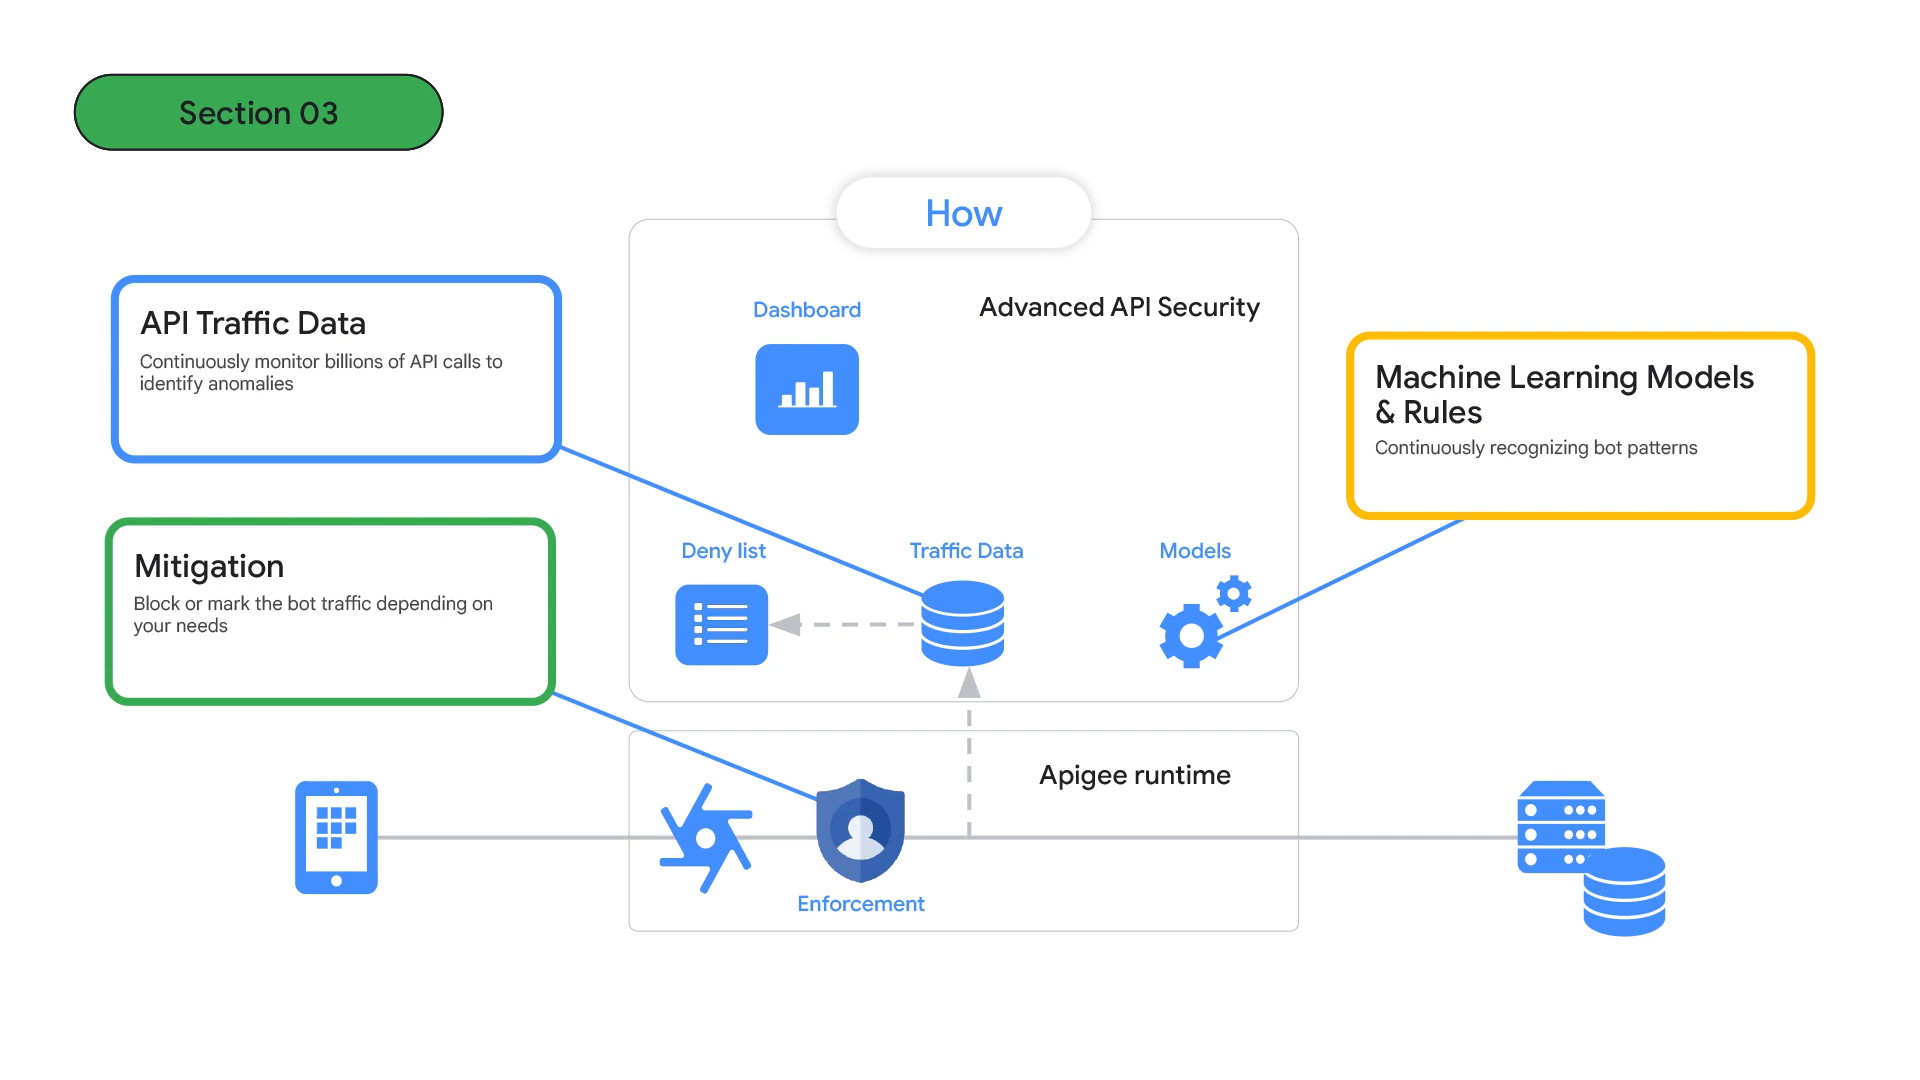 Section 03
How
API Traffic Data
Continuously monitor billions of API calls to
identify anomalies
Dashboard
Advanced API Security
Machine Learning Models
& Rules
Continuously recognizing bot patterns
Mitigation
Block or mark the bot traffic depending on
your needs
Deny list
Traffic Data
Models
Apigee runtime
Enforcement